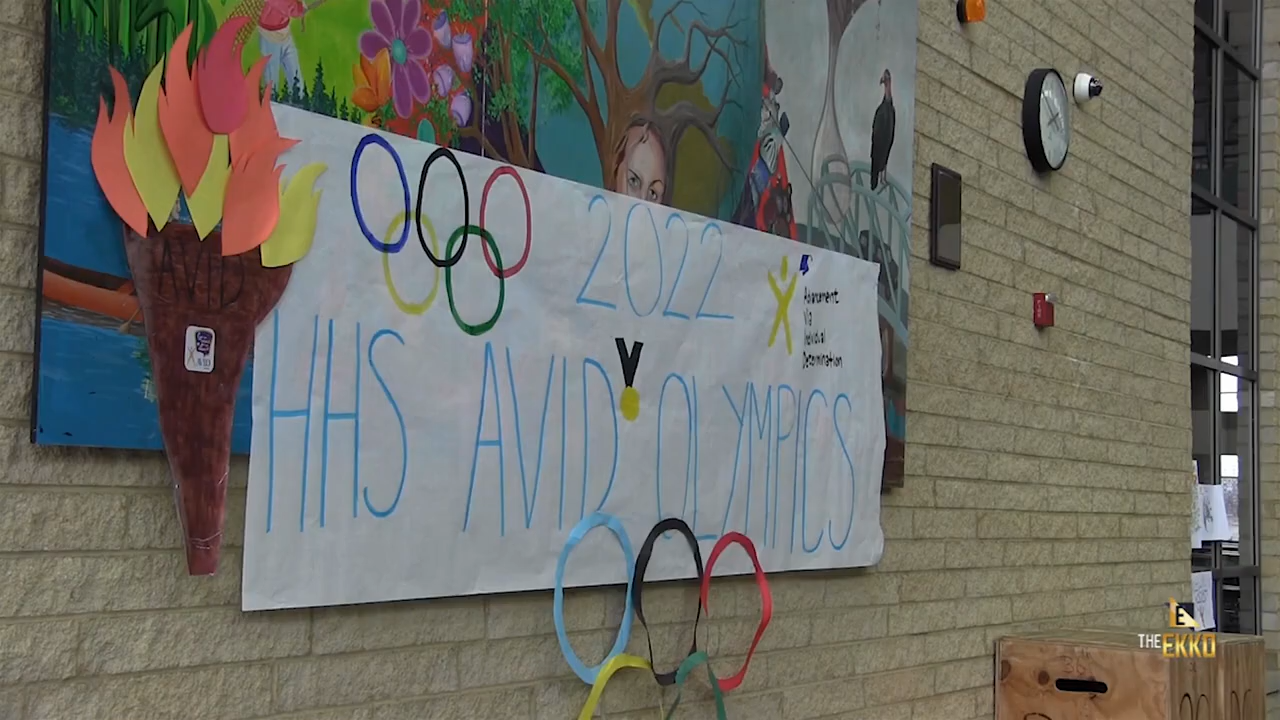 2022
AVID
Advancement
Via
Individual
Determination
HHS AVID OLYMPICS
THE EKKO